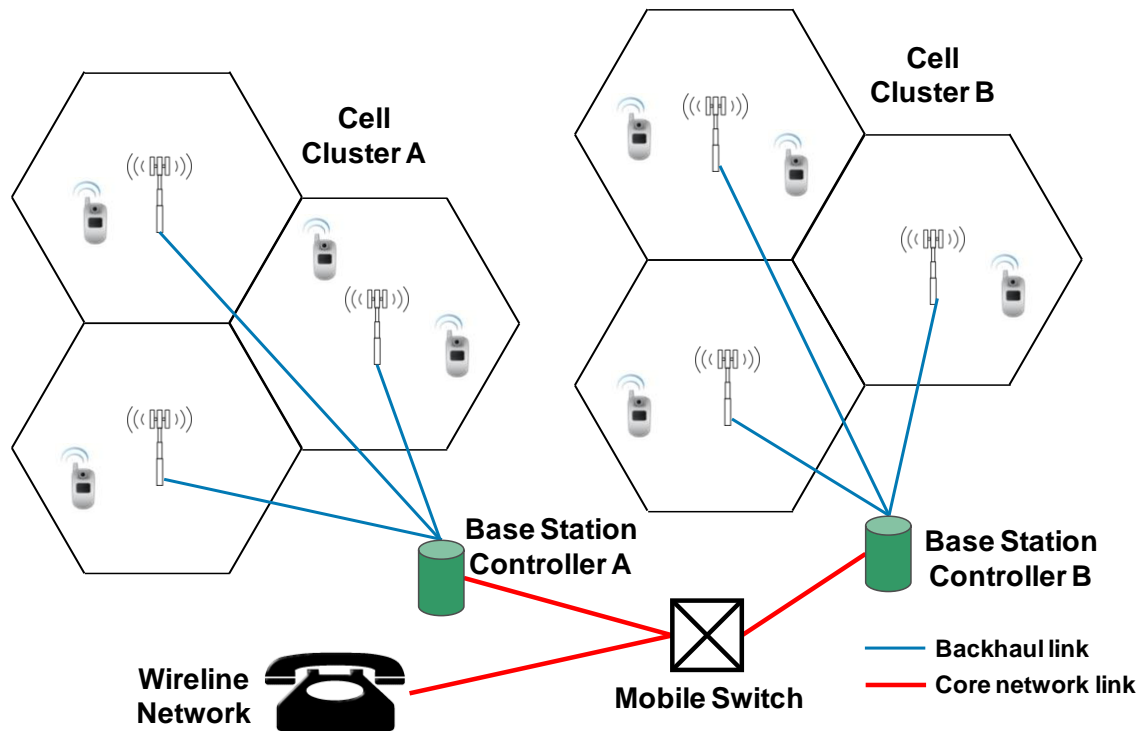 Cell
Cluster A
Cell
Cluster B
Base Station
Controller A
Base Station
Controller B
Wireline
Network
Mobile Switch
Backhaul link
Core network link